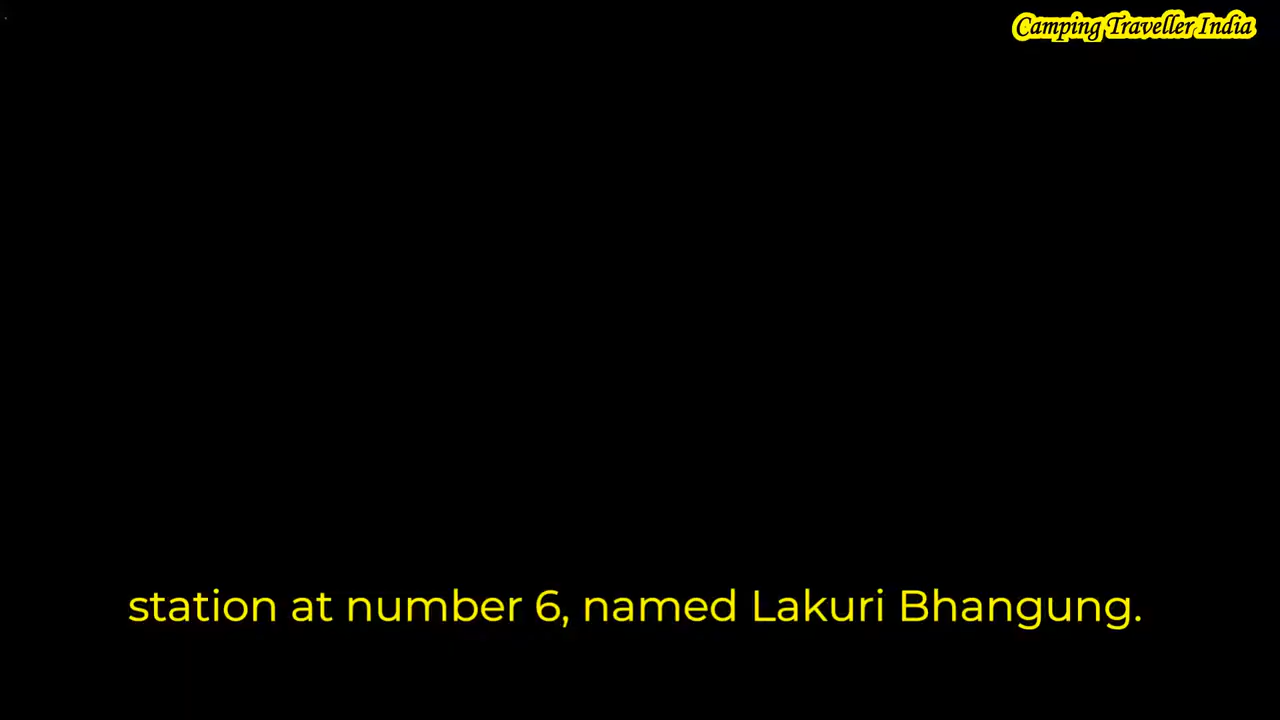 Camping Traveller India
station at number 6, named Lakuri Bhangung.